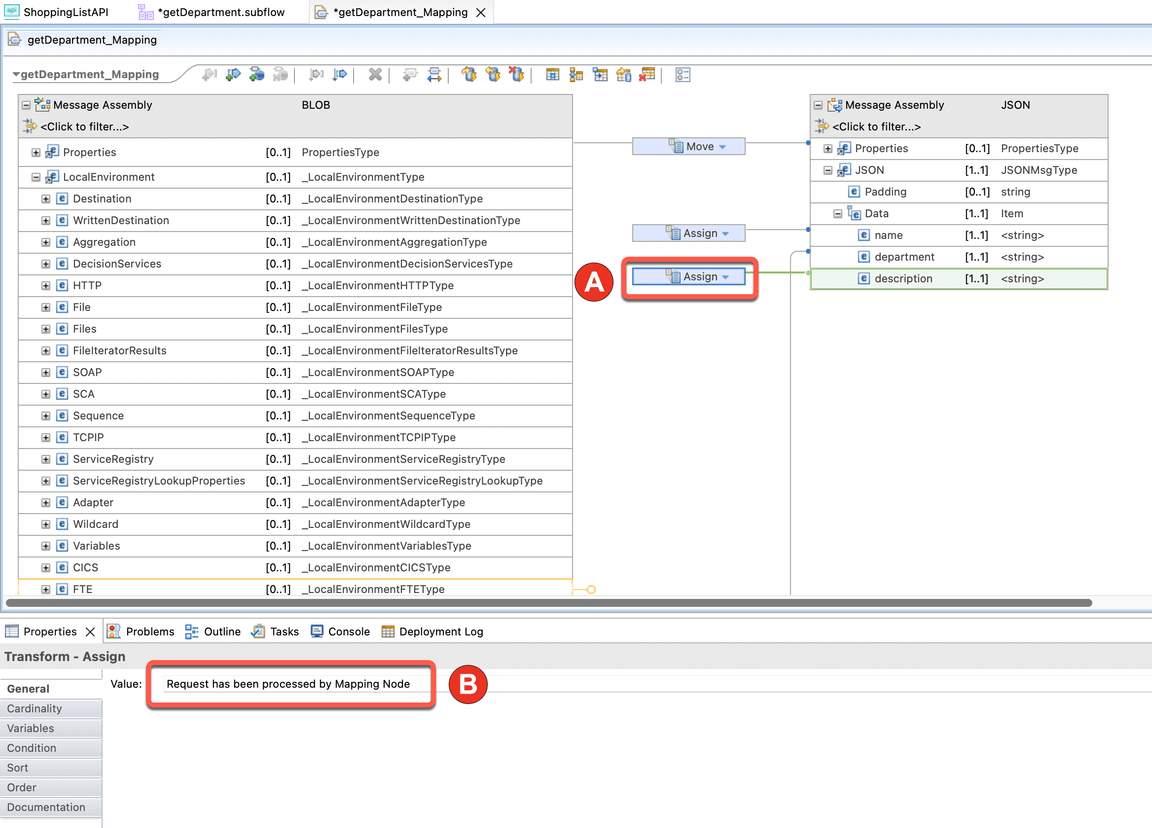 ShoppingListAPI *getDepartment.subflow *getDepartment_Mapping
getDepartment_Mapping
getDepartment_Mapping
Message Assembly BLOB
<Click to filter...>
Properties [0..1] PropertiesType
LocalEnvironment [0..1] _LocalEnvironmentType
Destination [0..1] _LocalEnvironmentDestinationType
WrittenDestination [0..1] _LocalEnvironmentWrittenDestinationType
Aggregation [0..1] _LocalEnvironmentAggregationType
DecisionServices [0..1] _LocalEnvironmentDecisionServicesType
HTTP [0..1] _LocalEnvironmentHTTPType
File [0..1] _LocalEnvironmentFileType
Files [0..1] _LocalEnvironmentFilesType
FileIteratorResults [0..1] _LocalEnvironmentFileIteratorResultsType
SOAP [0..1] _LocalEnvironmentSOAPType
SCA [0..1] _LocalEnvironmentSCAType
Sequence [0..1] _LocalEnvironmentSequenceType
TCPIP [0..1] _LocalEnvironmentTCPIPType
ServiceRegistry [0..1] _LocalEnvironmentServiceRegistryType
ServiceRegistryLookupProperties [0..1] _LocalEnvironmentServiceRegistryLookupType
Adapter [0..1] _LocalEnvironmentAdapterType
Wildcard [0..1] _LocalEnvironmentWildcardType
Variables [0..1] _LocalEnvironmentVariablesType
CICS [0..1] _LocalEnvironmentCICSType
FTE [0..1] _LocalEnvironmentFTEType
Move
Assign
A
Assign
Message Assembly JSON
<Click to filter...>
Properties [0..1] PropertiesType
JSON [1..1] JSONMsgType
Padding [0..1] string
Data [1..1] Item
name [1..1] <string>
department [1..1] <string>
description [1..1] <string>
Properties Problems Outline Tasks Console Deployment Log
Transform - Assign
General
Cardinality
Variables
Condition
Sort
Order
Documentation
Value: Request has been processed by Mapping Node
B